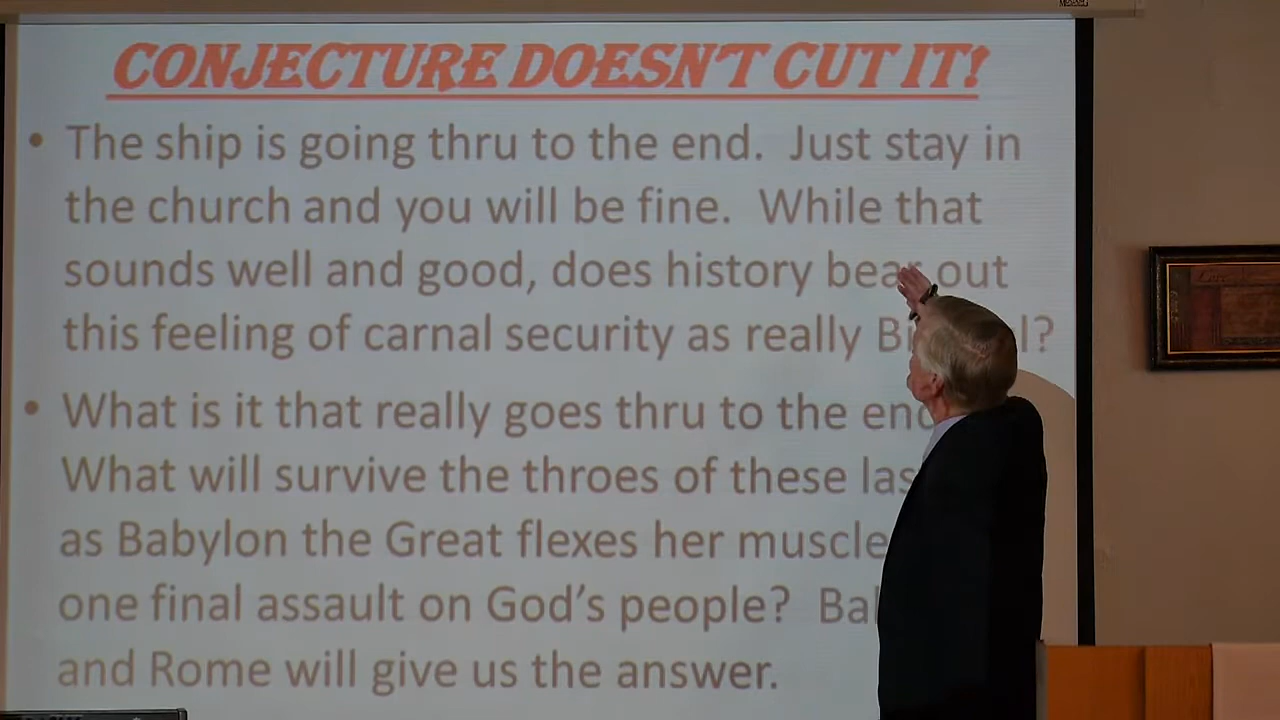 CONJECTURE DOESN'T CUT IT!
• The ship is going thru to the end. Just stay in
the church and you will be fine. While that
sounds well and good, does history bear out
this feeling of carnal security as really
• What is it that really goes thru to the end
What will survive the throes of these
as Babylon the Great flexes her muscle
one final assault on God's people?
and Rome will give us the answer.